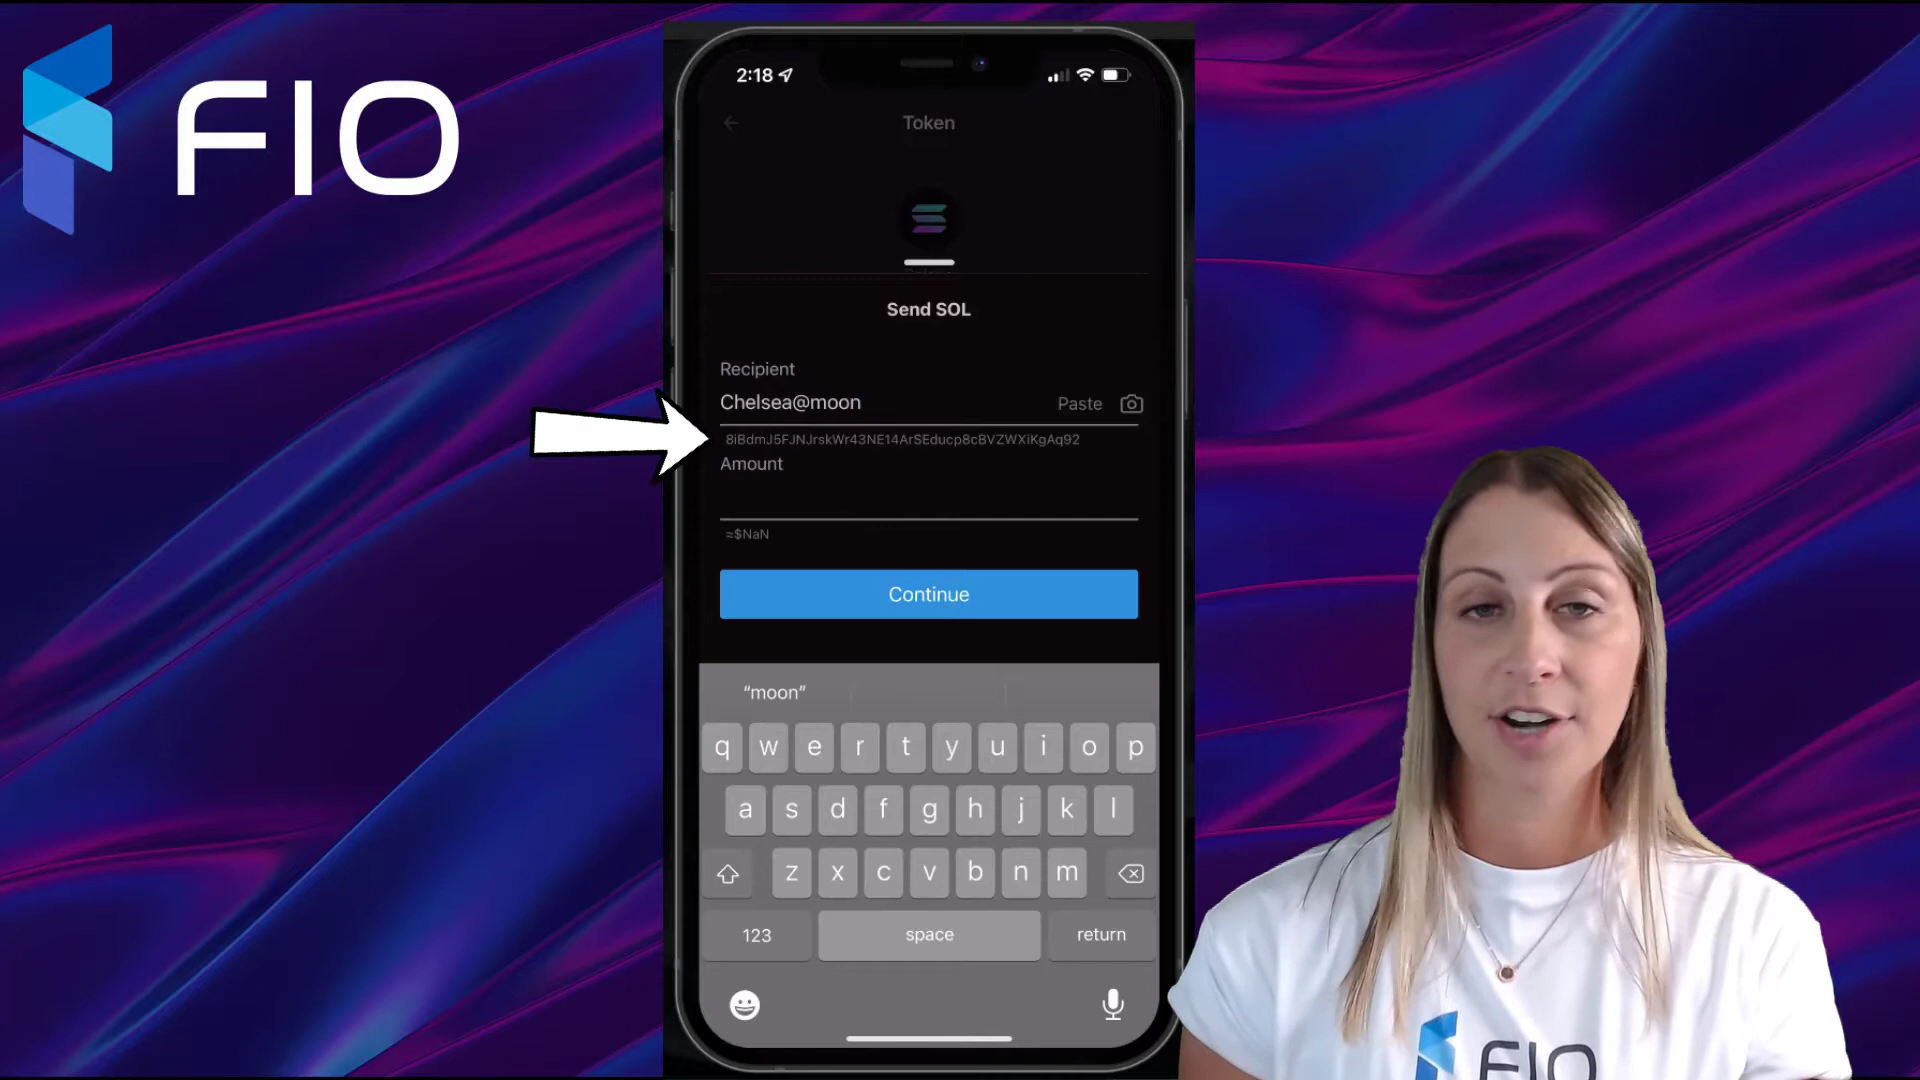 FIO
2:18
Token
Send SOL
Recipient
Chelsea@moon
Paste
8iBdmJ5FJNJrskWr43NE14ArSEducp8cBVZWXiKgAq92
Amount
≈$NaN
Continue
“moon”
q w e r t y u i o p
a s d f g h j k l
z x c v b n m
123 space return
FIO